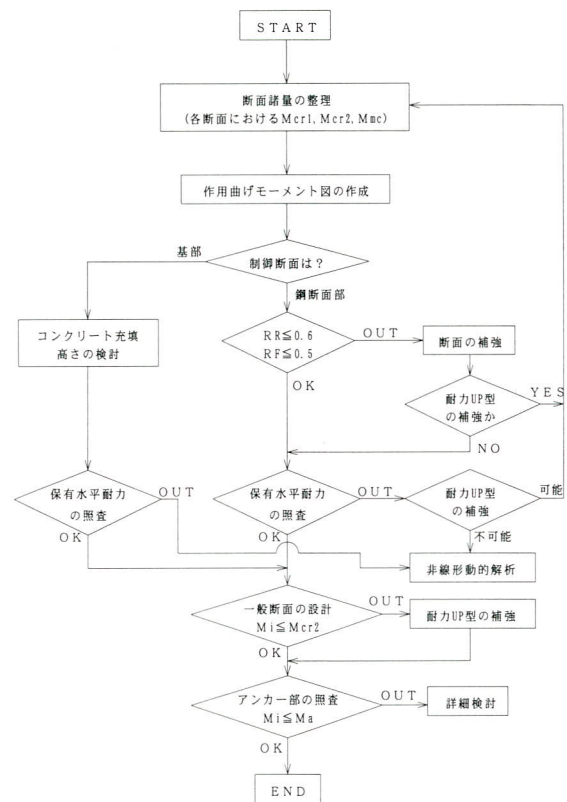 START
断面諸量の整理
(各断面におけるMcr1,Mcr2,Mmc)
作用曲げモーメント図の作成
制御断面は?
基部
鋼断面部
コンクリート充填
高さの検討
RR≦0.6
RF≦0.5
OUT
OK
断面の補強
耐力UP型
の補強か
YES
NO
保有水平耐力
の照査
OUT
OK
保有水平耐力
の照査
OUT
OK
耐力UP型
の補強
可能
不可能
非線形動的解析
一般断面の設計
Mi≦Mcr2
OUT
OK
耐力UP型の補強
アンカー部の照査
Mi≦Ma
OUT
OK
詳細検討
END